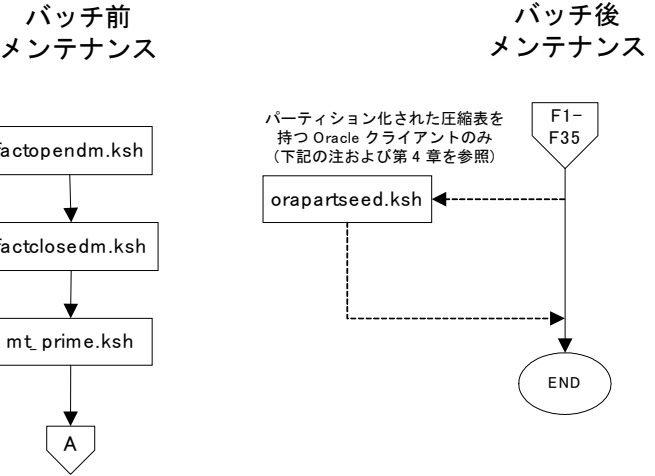 バッチ前
メンテナンス
factopendm.ksh
factclosedm.ksh
mt_prime.ksh
A
バッチ後
メンテナンス
パーティション化された圧縮表を
持つ Oracle クライアントのみ
（下記の注および第 4 章を参照）
F1-
F35
orapartseed.ksh
END